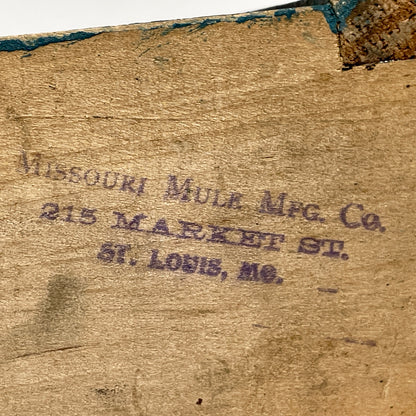 Missouri Mule Mfg. Co.
215 Market St.
St. Louis, Mo.